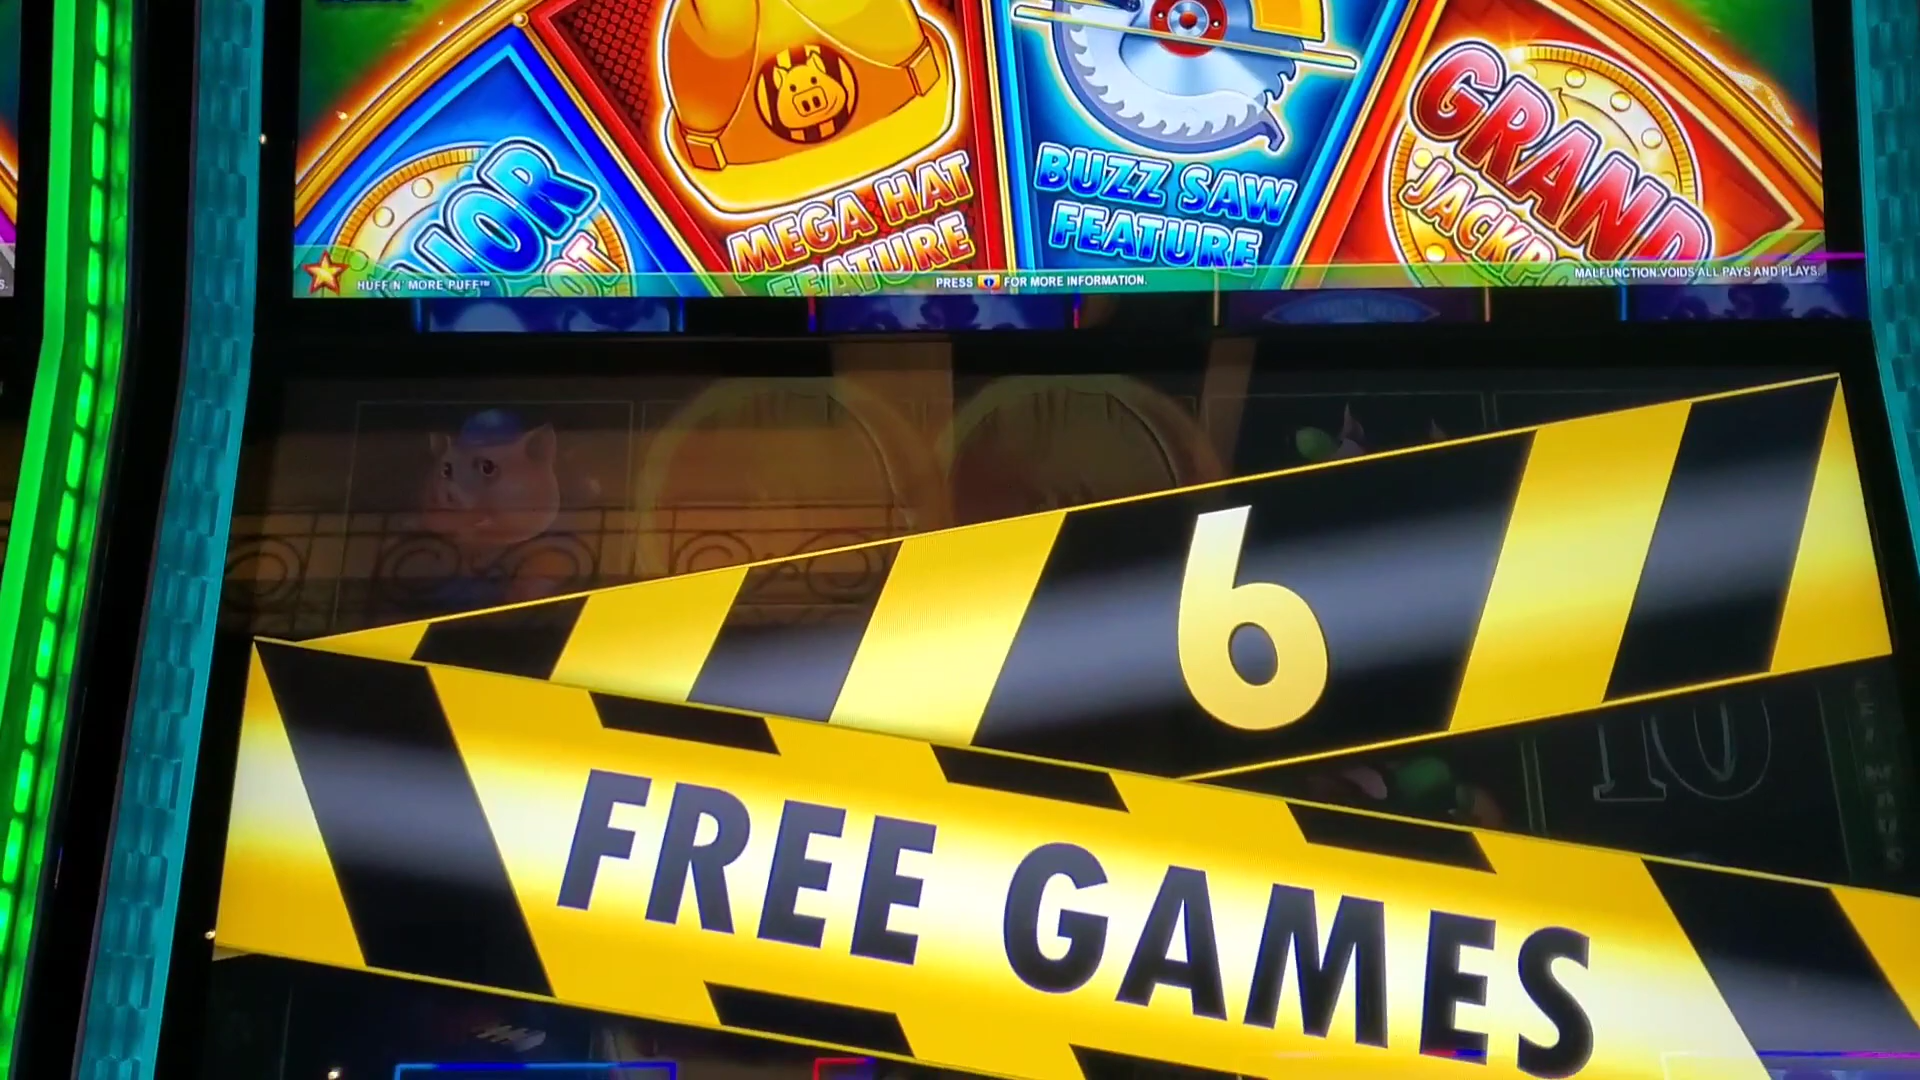 MEGA HAT
FEATURE
BUZZ SAW
FEATURE
GRAND
HUFF N' MORE PUFF™
PRESS FOR MORE INFORMATION.
MALFUNCTION VOIDS ALL PAYS AND PLAYS.
6
10
FREE GAMES